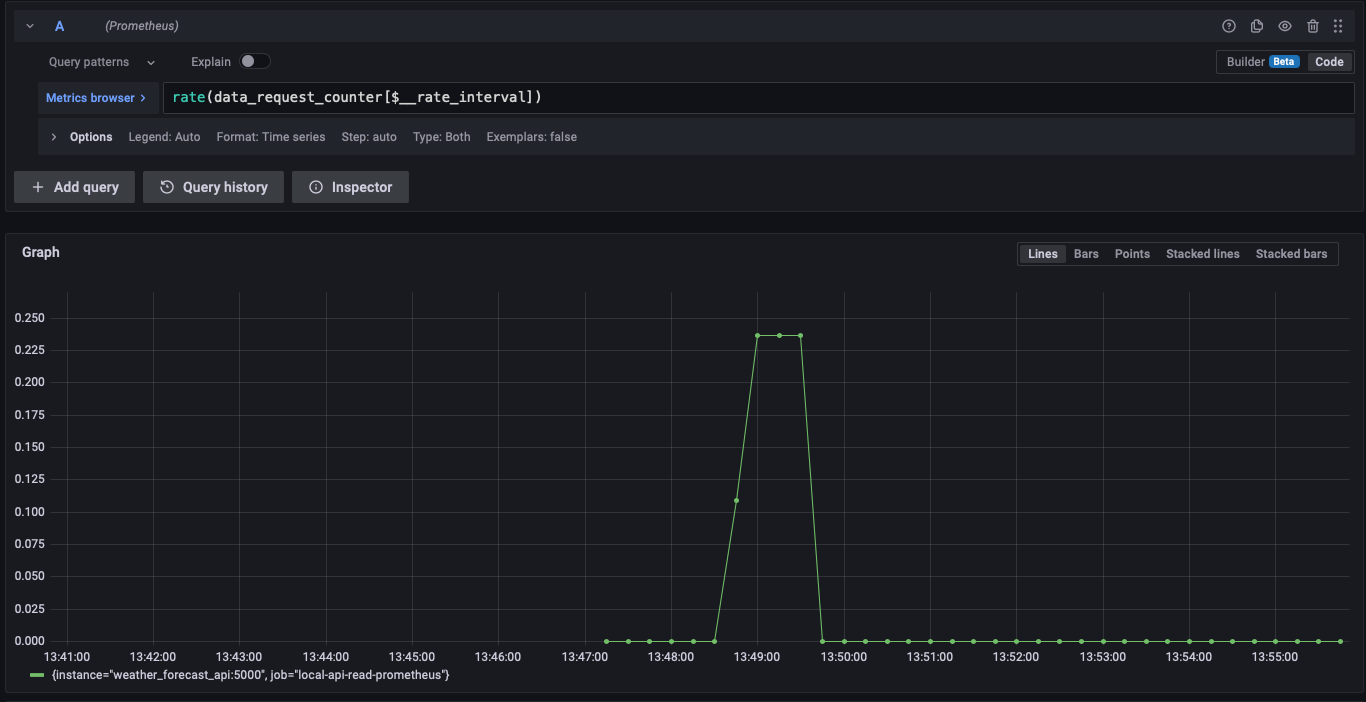 A (Prometheus)
Query patterns Explain Builder Beta Code
Metrics browser > rate(data_request_counter[$__rate_interval])
> Options Legend: Auto Format: Time series Step: auto Type: Both Exemplars: false
+ Add query Query history Inspector
Graph Lines Bars Points Stacked lines Stacked bars
0.250
0.225
0.200
0.175
0.150
0.125
0.100
0.075
0.050
0.025
0.000
13:41:00 13:42:00 13:43:00 13:44:00 13:45:00 13:46:00 13:47:00 13:48:00 13:49:00 13:50:00 13:51:00 13:52:00 13:53:00 13:54:00 13:55:00
{instance="weather_forecast_api:5000", job="local-api-read-prometheus"}